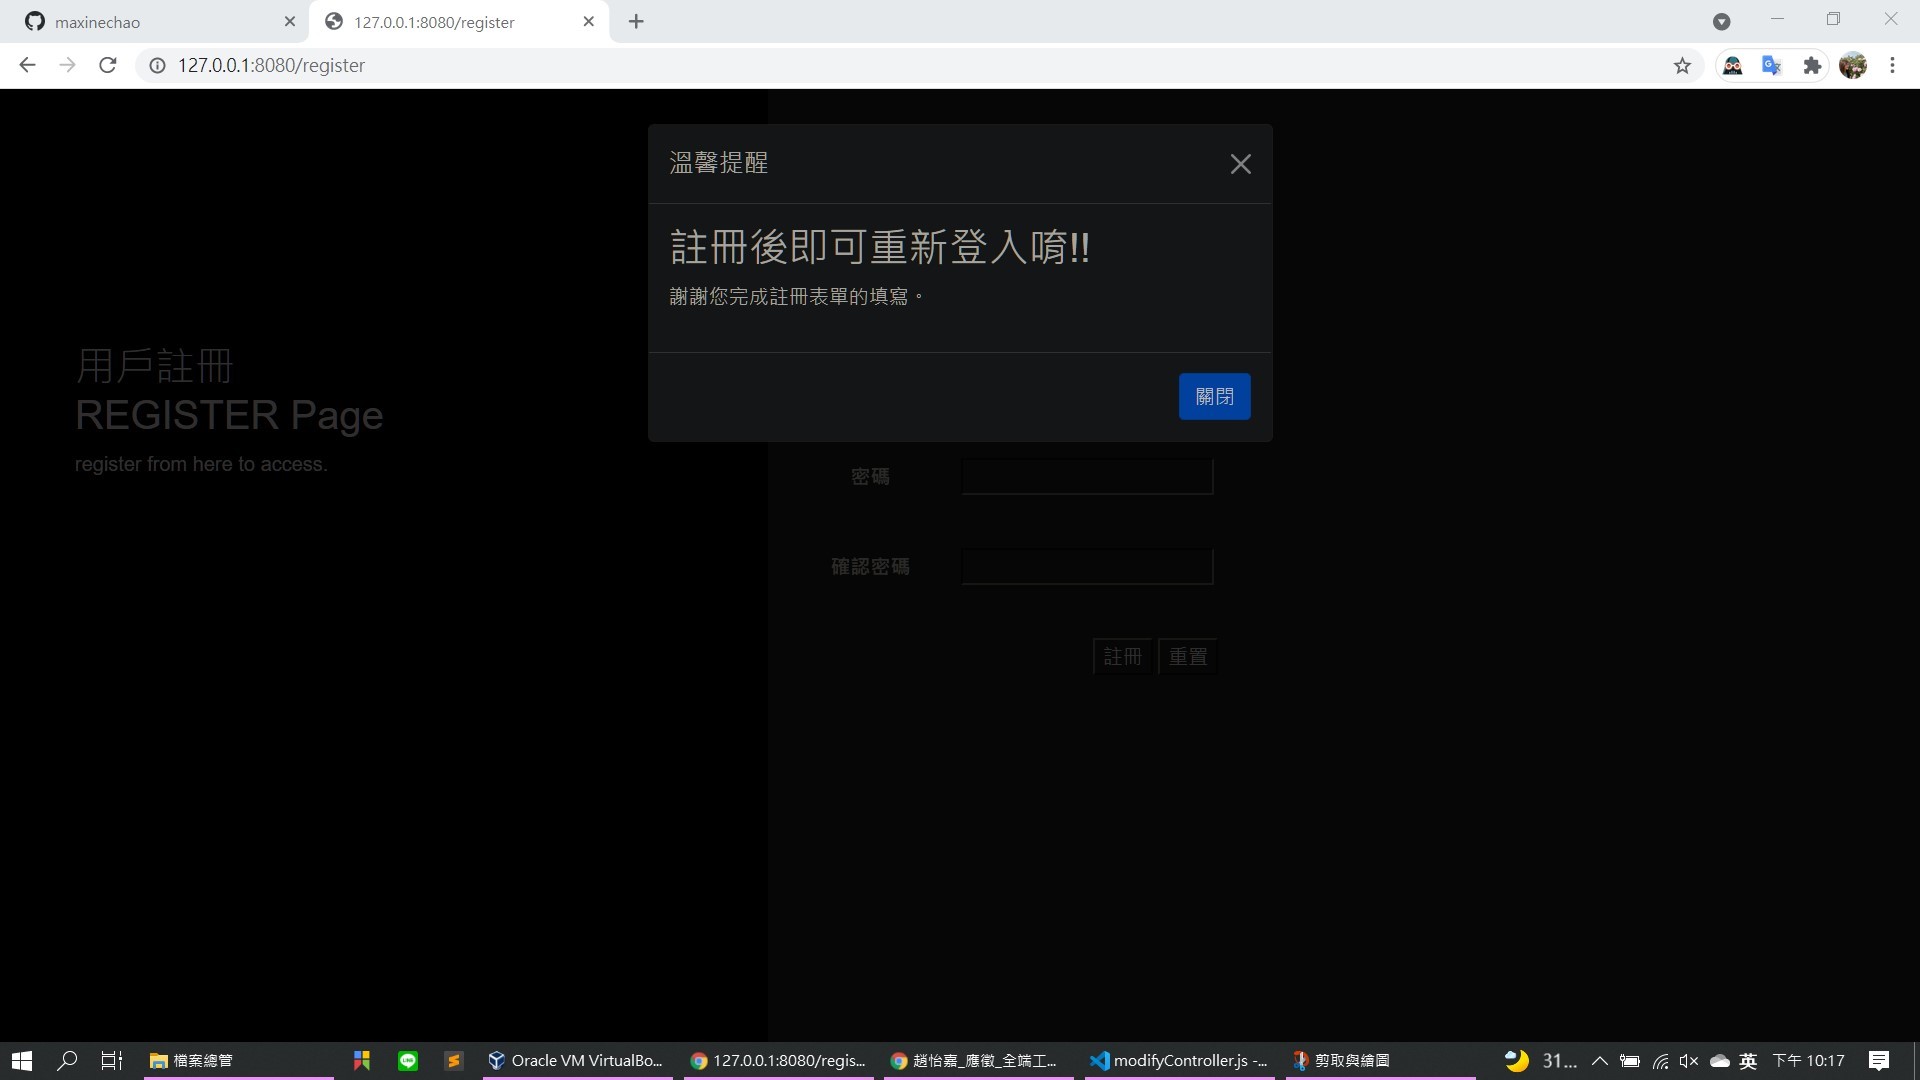 maxinechao
127.0.0.1:8080/register
127.0.0.1:8080/register
溫馨提醒
註冊後即可重新登入唷!!
謝謝您完成註冊表單的填寫。
關閉
用戶註冊
REGISTER Page
register from here to access.
密碼
確認密碼
註冊 重置
檔案總管
Oracle VM VirtualBo...
127.0.0.1:8080/regis...
趙怡嘉_應徵_全端工...
modifyController.js -...
剪取與繪圖
31...
英
下午 10:17